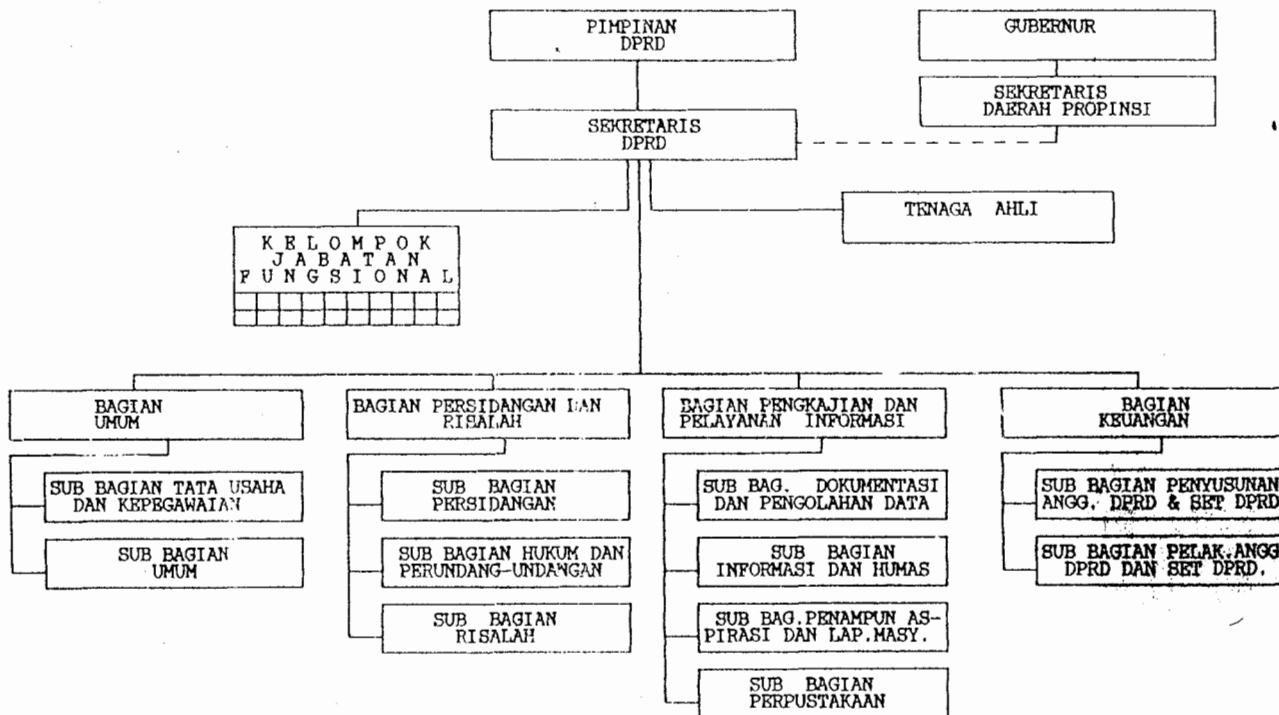 PIMPINAN
DPRD
GUBERNUR
SEKRETARIS
DAERAH PROPINSI
SEKRETARIS
DPRD
TENAGA AHLI
KELOMPOK
JABATAN
FUNGSIONAL
BAGIAN
UMUM
BAGIAN PERSIDANGAN DAN
RISALAH
BAGIAN PENGKAJIAN DAN
PELAYANAN INFORMASI
BAGIAN
KEUANGAN
SUB BAGIAN TATA USAHA
DAN KEPEGAWAIAN
SUB BAGIAN
UMUM
SUB BAGIAN
PERSIDANGAN
SUB BAGIAN HUKUM DAN
PERUNDANG-UNDANGAN
SUB BAGIAN
RISALAH
SUB BAG. DOKUMENTASI
DAN PENGOLAHAN DATA
SUB BAGIAN
INFORMASI DAN HUMAS
SUB BAG.PENAMPUN AS-
PIRASI DAN LAP.MASY.
SUB BAGIAN
PERPUSTAKAAN
SUB BAGIAN PENYUSUNAN
ANGG. DPRD & SET DPRD
SUB BAGIAN PELAK.ANGG
DPRD DAN SET DPRD.